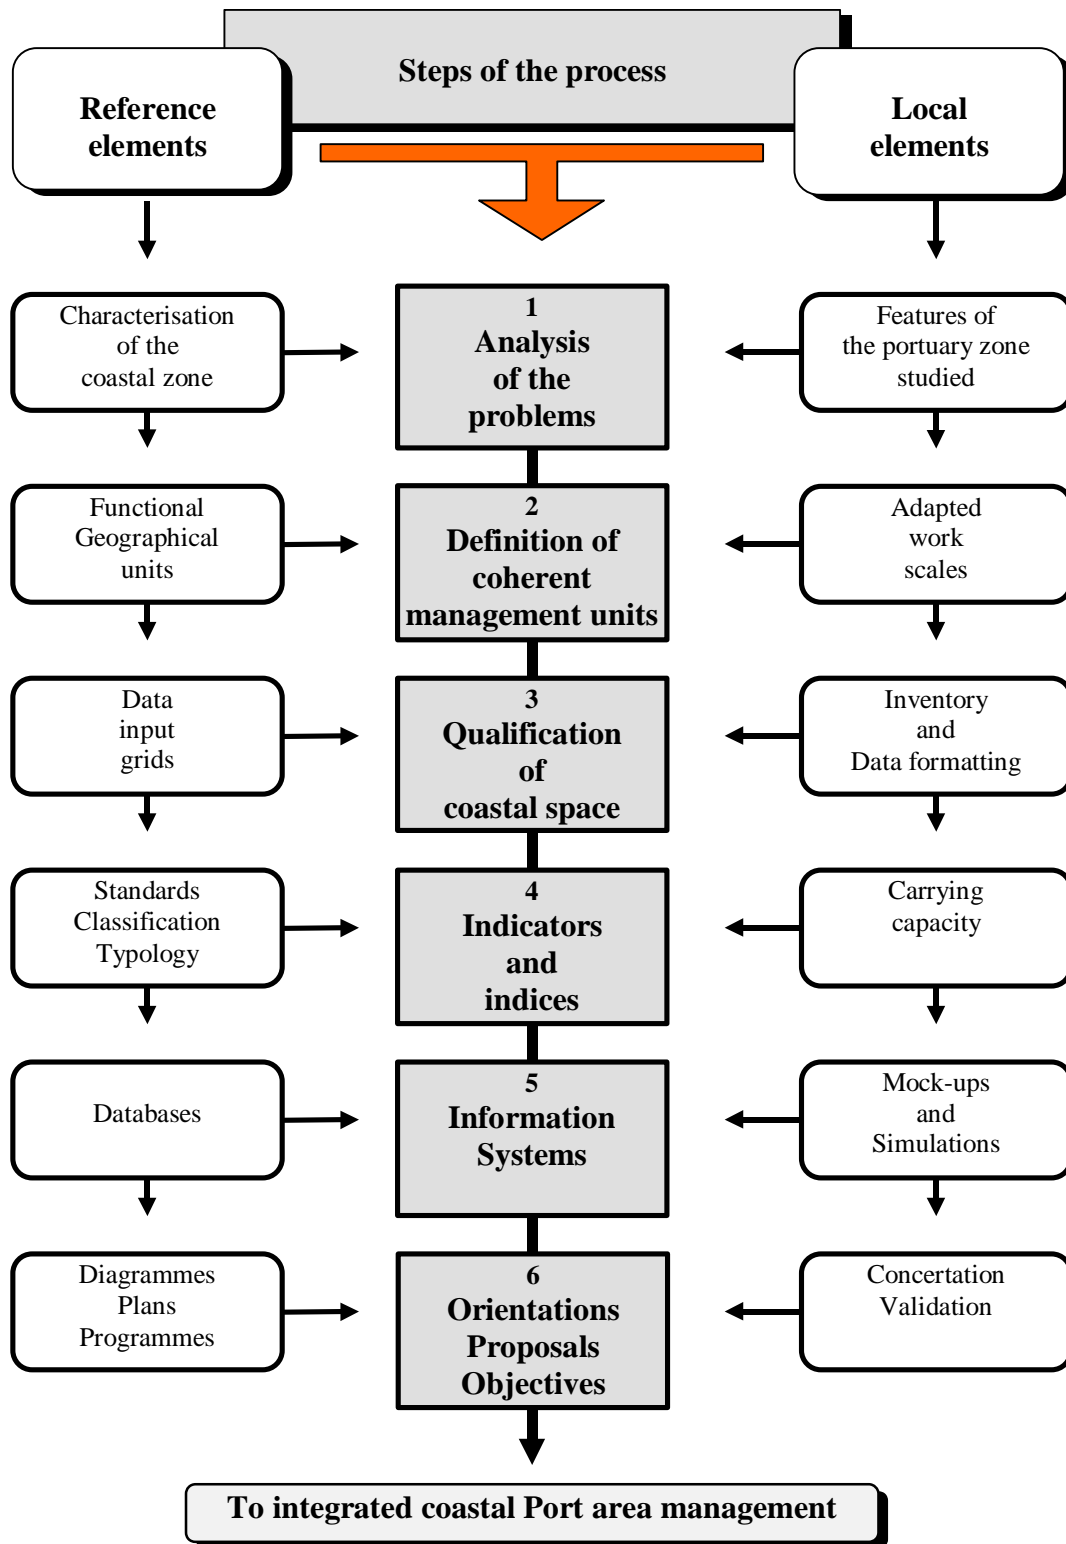 Steps of the process
Reference
elements
Local
elements
Characterisation
of the
coastal zone
1
Analysis
of the
problems
Features of
the portuary zone
studied
Functional
Geographical
units
2
Definition of
coherent
management units
Adapted
work
scales
Data
input
grids
3
Qualification
of
coastal space
Inventory
and
Data formatting
Standards
Classification
Typology
4
Indicators
and
indices
Carrying
capacity
Databases
5
Information
Systems
Mock-ups
and
Simulations
Diagrammes
Plans
Programmes
6
Orientations
Proposals
Objectives
Concertation
Validation
To integrated coastal Port area management